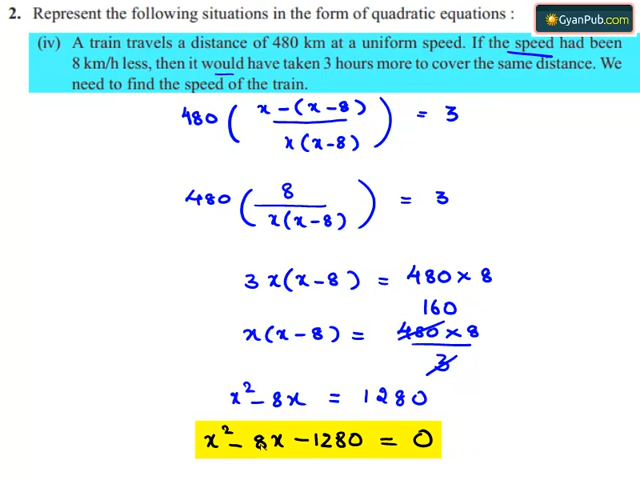 2. Represent the following situations in the form of quadratic equations :
GyanPub.com
(iv) A train travels a distance of 480 km at a uniform speed. If the speed had been
8 km/h less, then it would have taken 3 hours more to cover the same distance. We
need to find the speed of the train.
480 ( x - (x - 8) / x (x - 8) ) = 3
480 ( 8 / x (x - 8) ) = 3
3 x (x - 8) = 480 × 8
160
x (x - 8) = 480 × 8 / 3
x² - 8x = 1280
x² - 8x - 1280 = 0